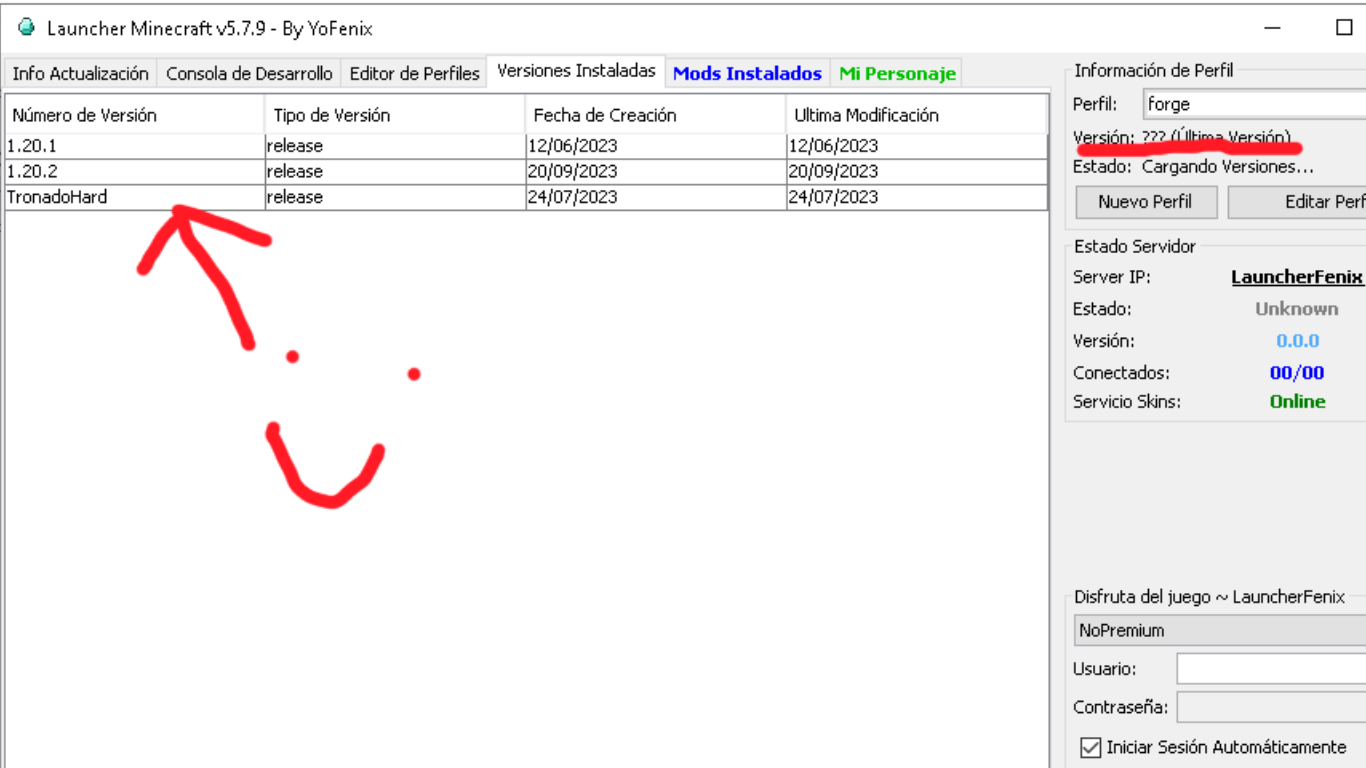 Launcher Minecraft v5.7.9 - By YoFenix
Info Actualización Consola de Desarrollo Editor de Perfiles Versiones Instaladas Mods Instalados Mi Personaje
Número de Versión Tipo de Versión Fecha de Creación Ultima Modificación
1.20.1 release 12/06/2023 12/06/2023
1.20.2 release 20/09/2023 20/09/2023
TronadoHard release 24/07/2023 24/07/2023
Información de Perfil
Perfil: forge
Versión: ??? (Última Versión)
Estado: Cargando Versiones...
Nuevo Perfil Editar Perf
Estado Servidor
Server IP: LauncherFenix
Estado: Unknown
Versión: 0.0.0
Conectados: 00/00
Servicio Skins: Online
Disfruta del juego ~ LauncherFenix
NoPremium
Usuario:
Contraseña:
Iniciar Sesión Automáticamente